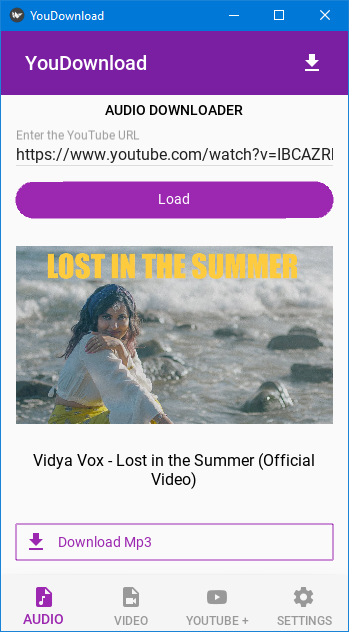 YouDownload
YouDownload
AUDIO DOWNLOADER
Enter the YouTube URL
https://www.youtube.com/watch?v=IBCAZRI
Load
LOST IN THE SUMMER
Vidya Vox - Lost in the Summer (Official
Video)
Download Mp3
AUDIO
VIDEO
YOUTUBE +
SETTINGS